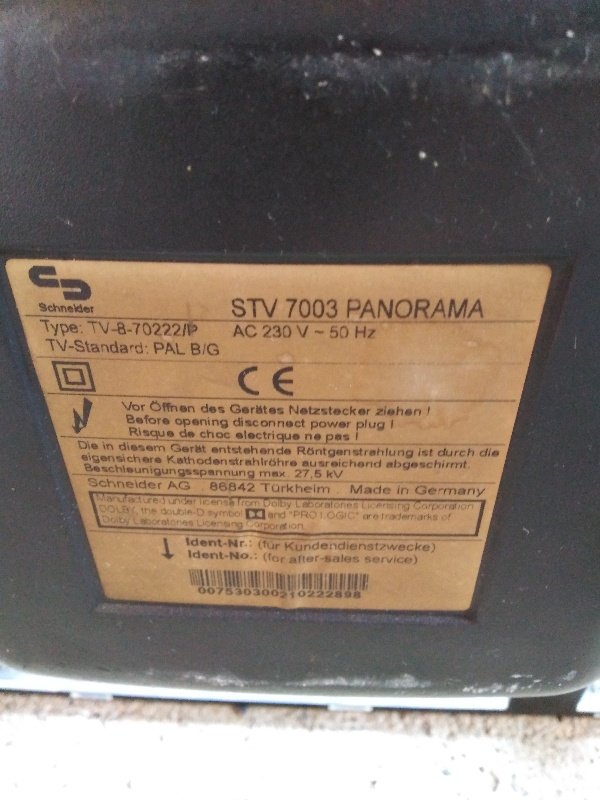 Schneider
STV 7003 PANORAMA
Type: TV-8-70222/P AC 230 V ~ 50 Hz
TV-Standard: PAL B/G
CE
Vor Öffnen des Gerätes Netzstecker ziehen !
Before opening disconnect power plug !
Risque de choc electrique ne pas !
Die in diesem Gerät entstehende Röntgenstrahlung ist durch die
eigensichere Kathodenstrahlröhre ausreichend abgeschirmt.
Beschleunigungsspannung max. 27,5 kV
Schneider AG . 86842 Türkheim . Made in Germany
Manufactured under license from Dolby Laboratories Licensing Corporation
DOLBY, the double-D symbol and "PRO LOGIC" are trademarks of
Dolby Laboratories Licensing Corporation.
Ident-Nr.: (für Kundendienstzwecke)
Ident-No.: (for after-sales service)
007530300210222898